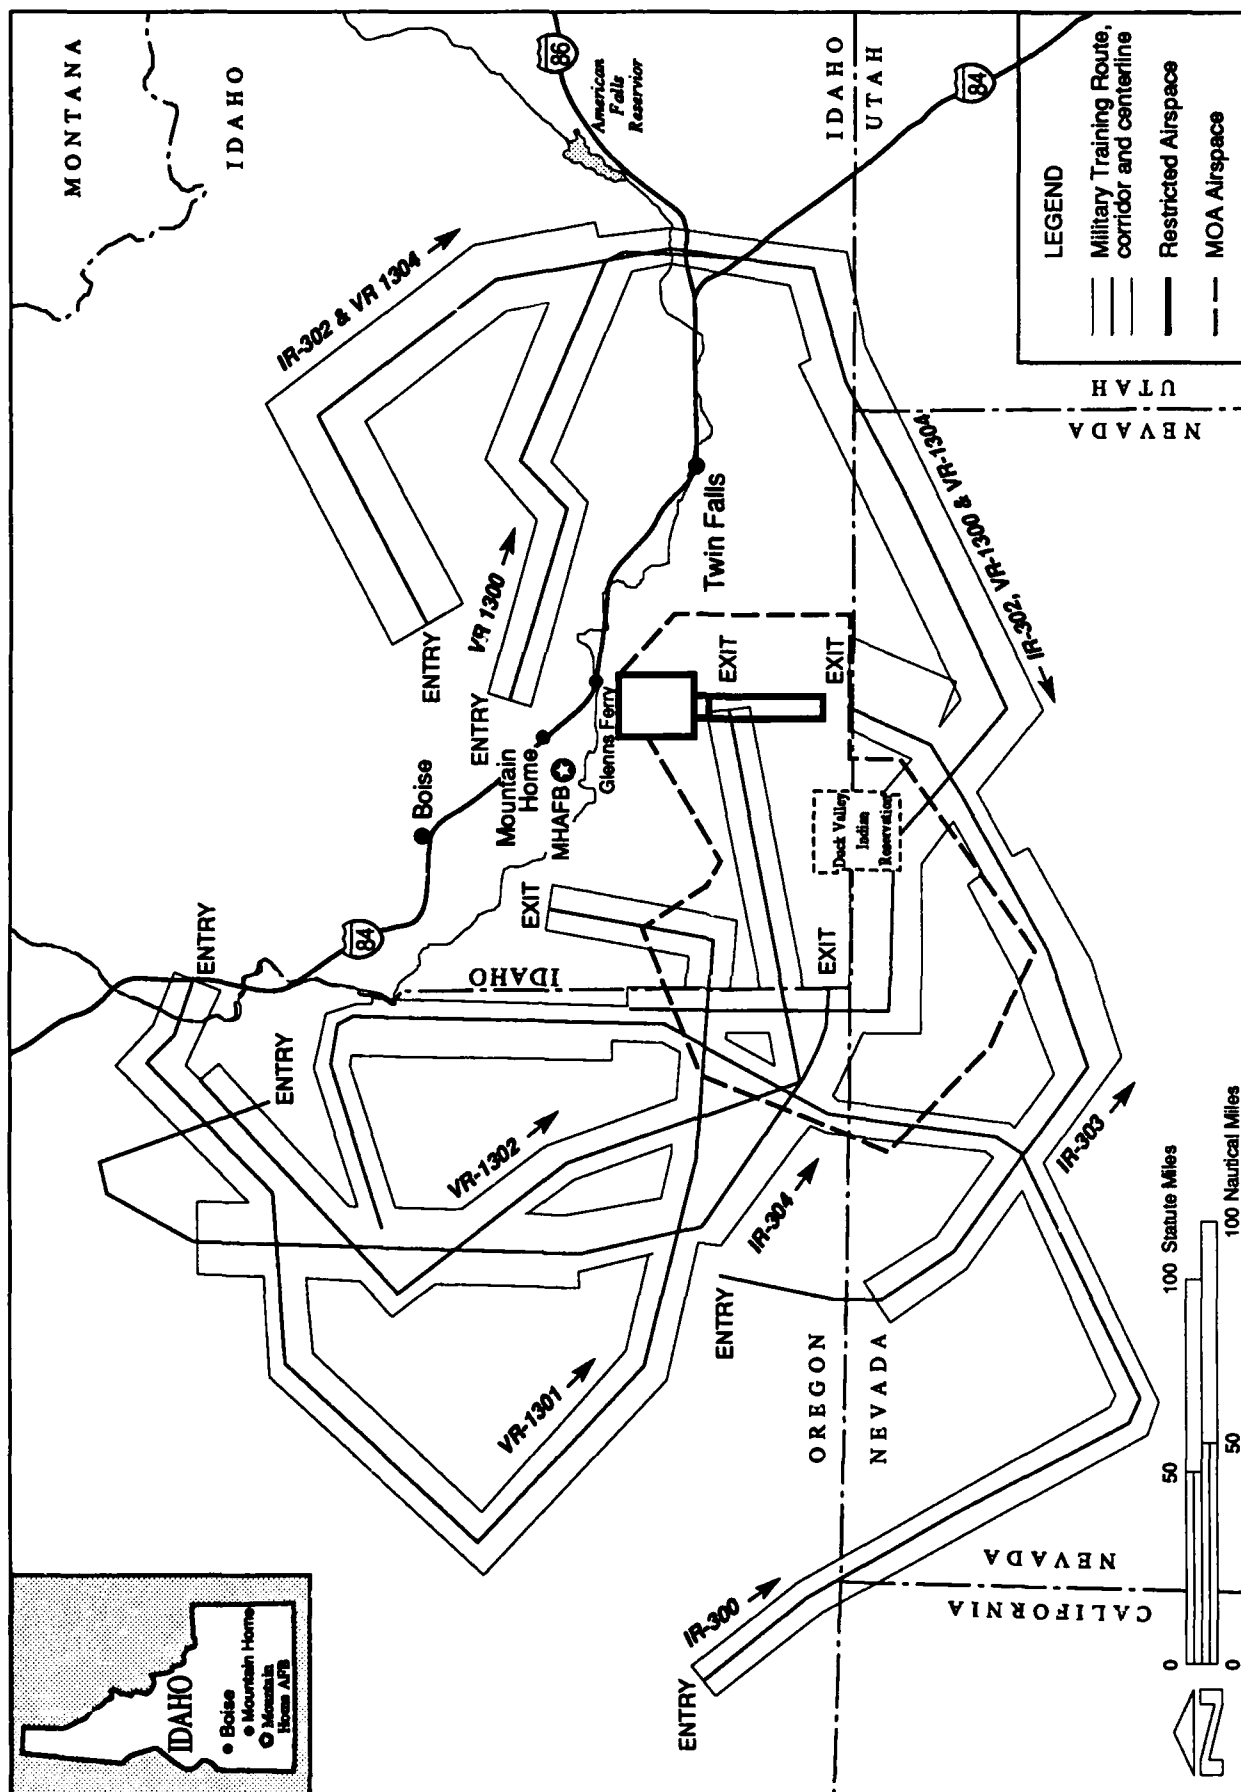 MONTANA
IDAHO
86
American
Falls
Reservior
IDAHO
UTAH
84
IR-302 & VR 1304
ENTRY
VR 1300
ENTRY
Boise
Mountain
Home
MHAFB
Glenns Ferry
Twin Falls
EXIT
EXIT
NEVADA
UTAH
IR-302, VR-1300 & VR-1304
Duck Valley
Indian
Reservation
84
ENTRY
EXIT
IDAHO
EXIT
ENTRY
VR-1302
IR-304
ENTRY
IR-303
VR-1301
OREGON
NEVADA
IR-300
ENTRY
CALIFORNIA
NEVADA
IDAHO
Boise
Mountain Home
Mountain
Home AFB
LEGEND
Military Training Route,
corridor and centerline
Restricted Airspace
MOA Airspace
0 50 100 Statute Miles
0 50 100 Nautical Miles
N